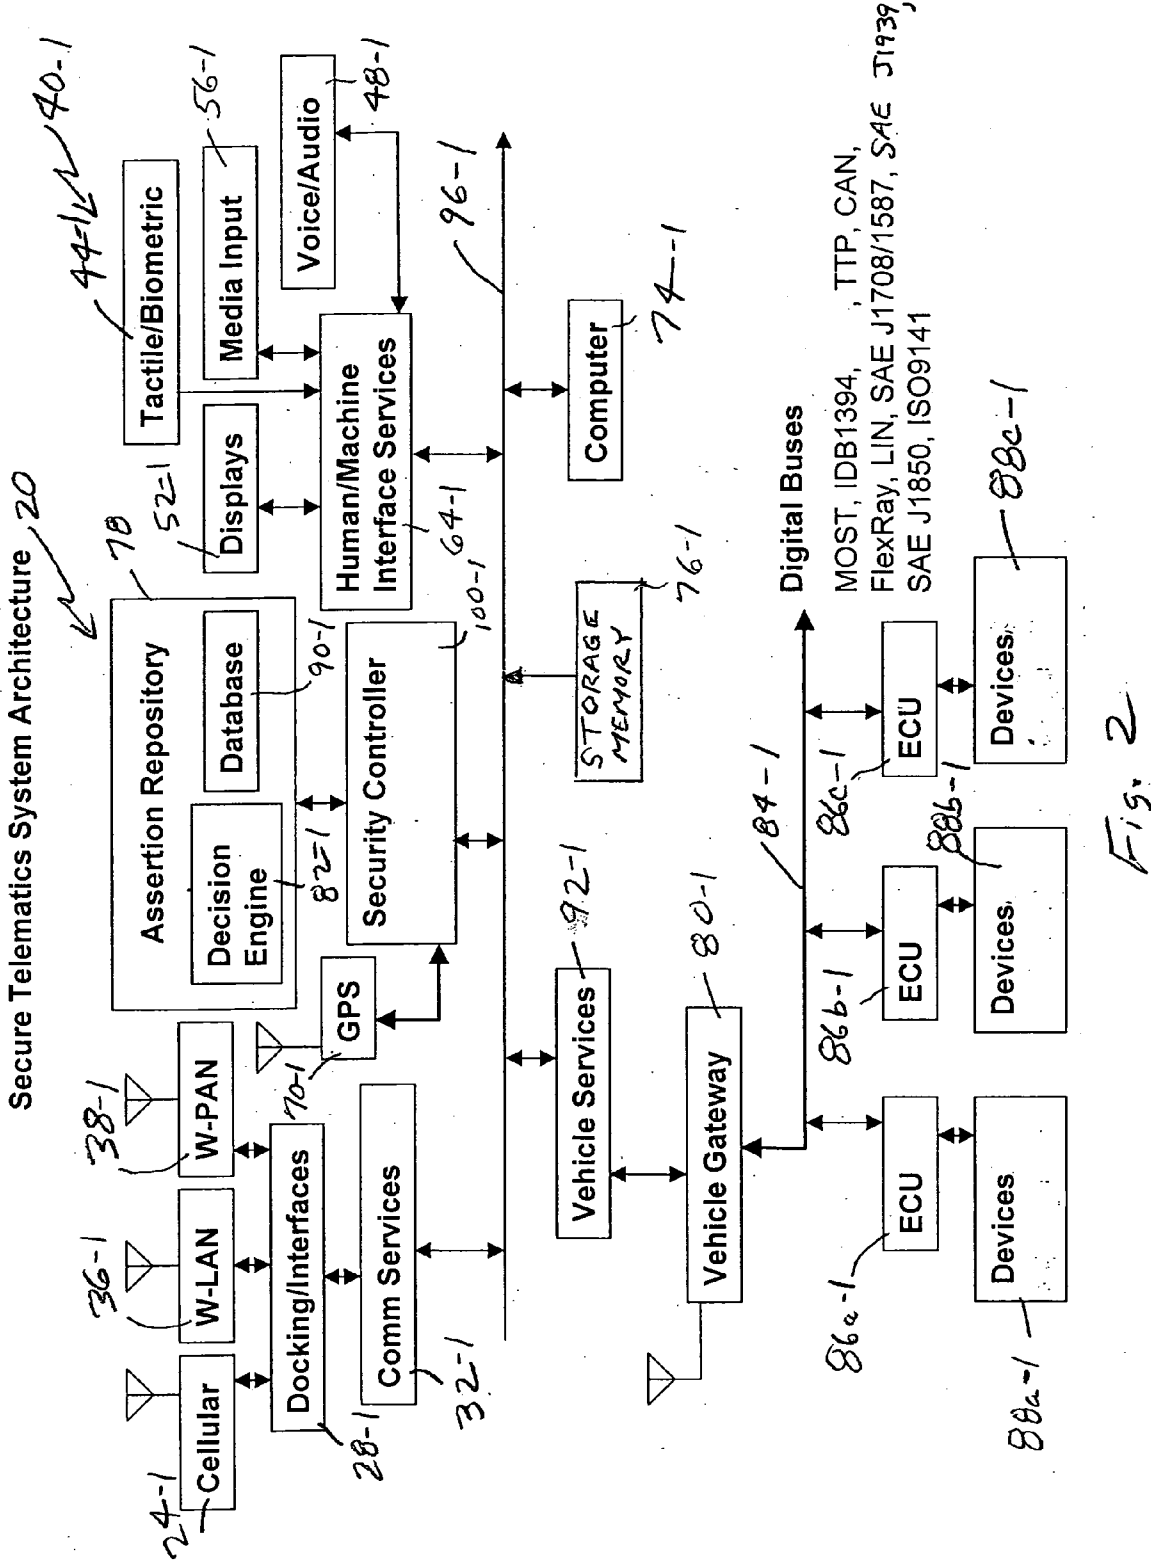 Secure Telematics System Architecture
20
24-1
Cellular
36-1
W-LAN
38-1
W-PAN
Docking/Interfaces
28-1
Comm Services
32-1
GPS
70-1
78
Assertion Repository
Decision
Engine
82-1
Database
90-1
Security Controller
100-1
52-1
Displays
44-1
40-1
Tactile/Biometric
56-1
Media Input
Voice/Audio
48-1
Human/Machine
Interface Services
64-1
96-1
Vehicle Services
92-1
STORAGE
MEMORY
76-1
Computer
74-1
Vehicle Gateway
80-1
84-1
Digital Buses
MOST, IDB1394, , TTP, CAN,
FlexRay, LIN, SAE J1708/1587, SAE J1939,
SAE J1850, ISO9141
86a-1
ECU
86b-1
ECU
86c-1
ECU
88a-1
Devices
88b-1
Devices
88c-1
Devices
Fig. 2